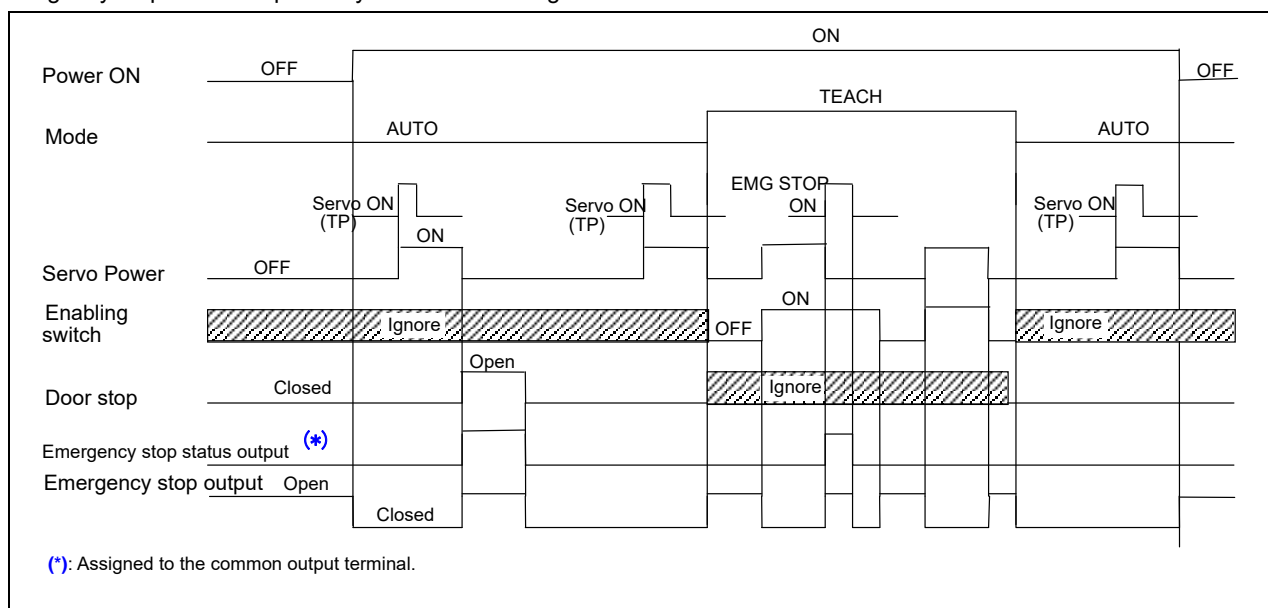 ON
Power ON OFF OFF
TEACH
Mode AUTO AUTO
EMG STOP
Servo ON (TP) Servo ON (TP) ON Servo ON (TP)
ON
Servo Power OFF
Enabling switch Ignore OFF ON Ignore
Open
Door stop Closed Ignore
Emergency stop status output (*)
Emergency stop output Open
Closed
(*): Assigned to the common output terminal.